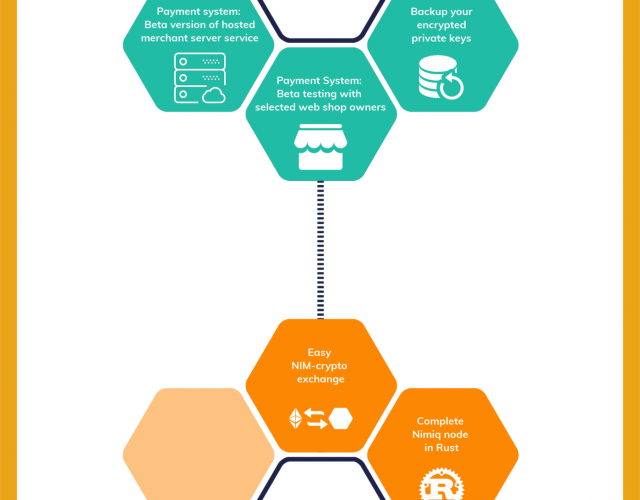 Payment system:
Beta version of hosted
merchant server service
Backup your
encrypted
private keys
Payment System:
Beta testing with
selected web shop owners
Easy
NIM-crypto
exchange
Complete
Nimiq node
in Rust
R